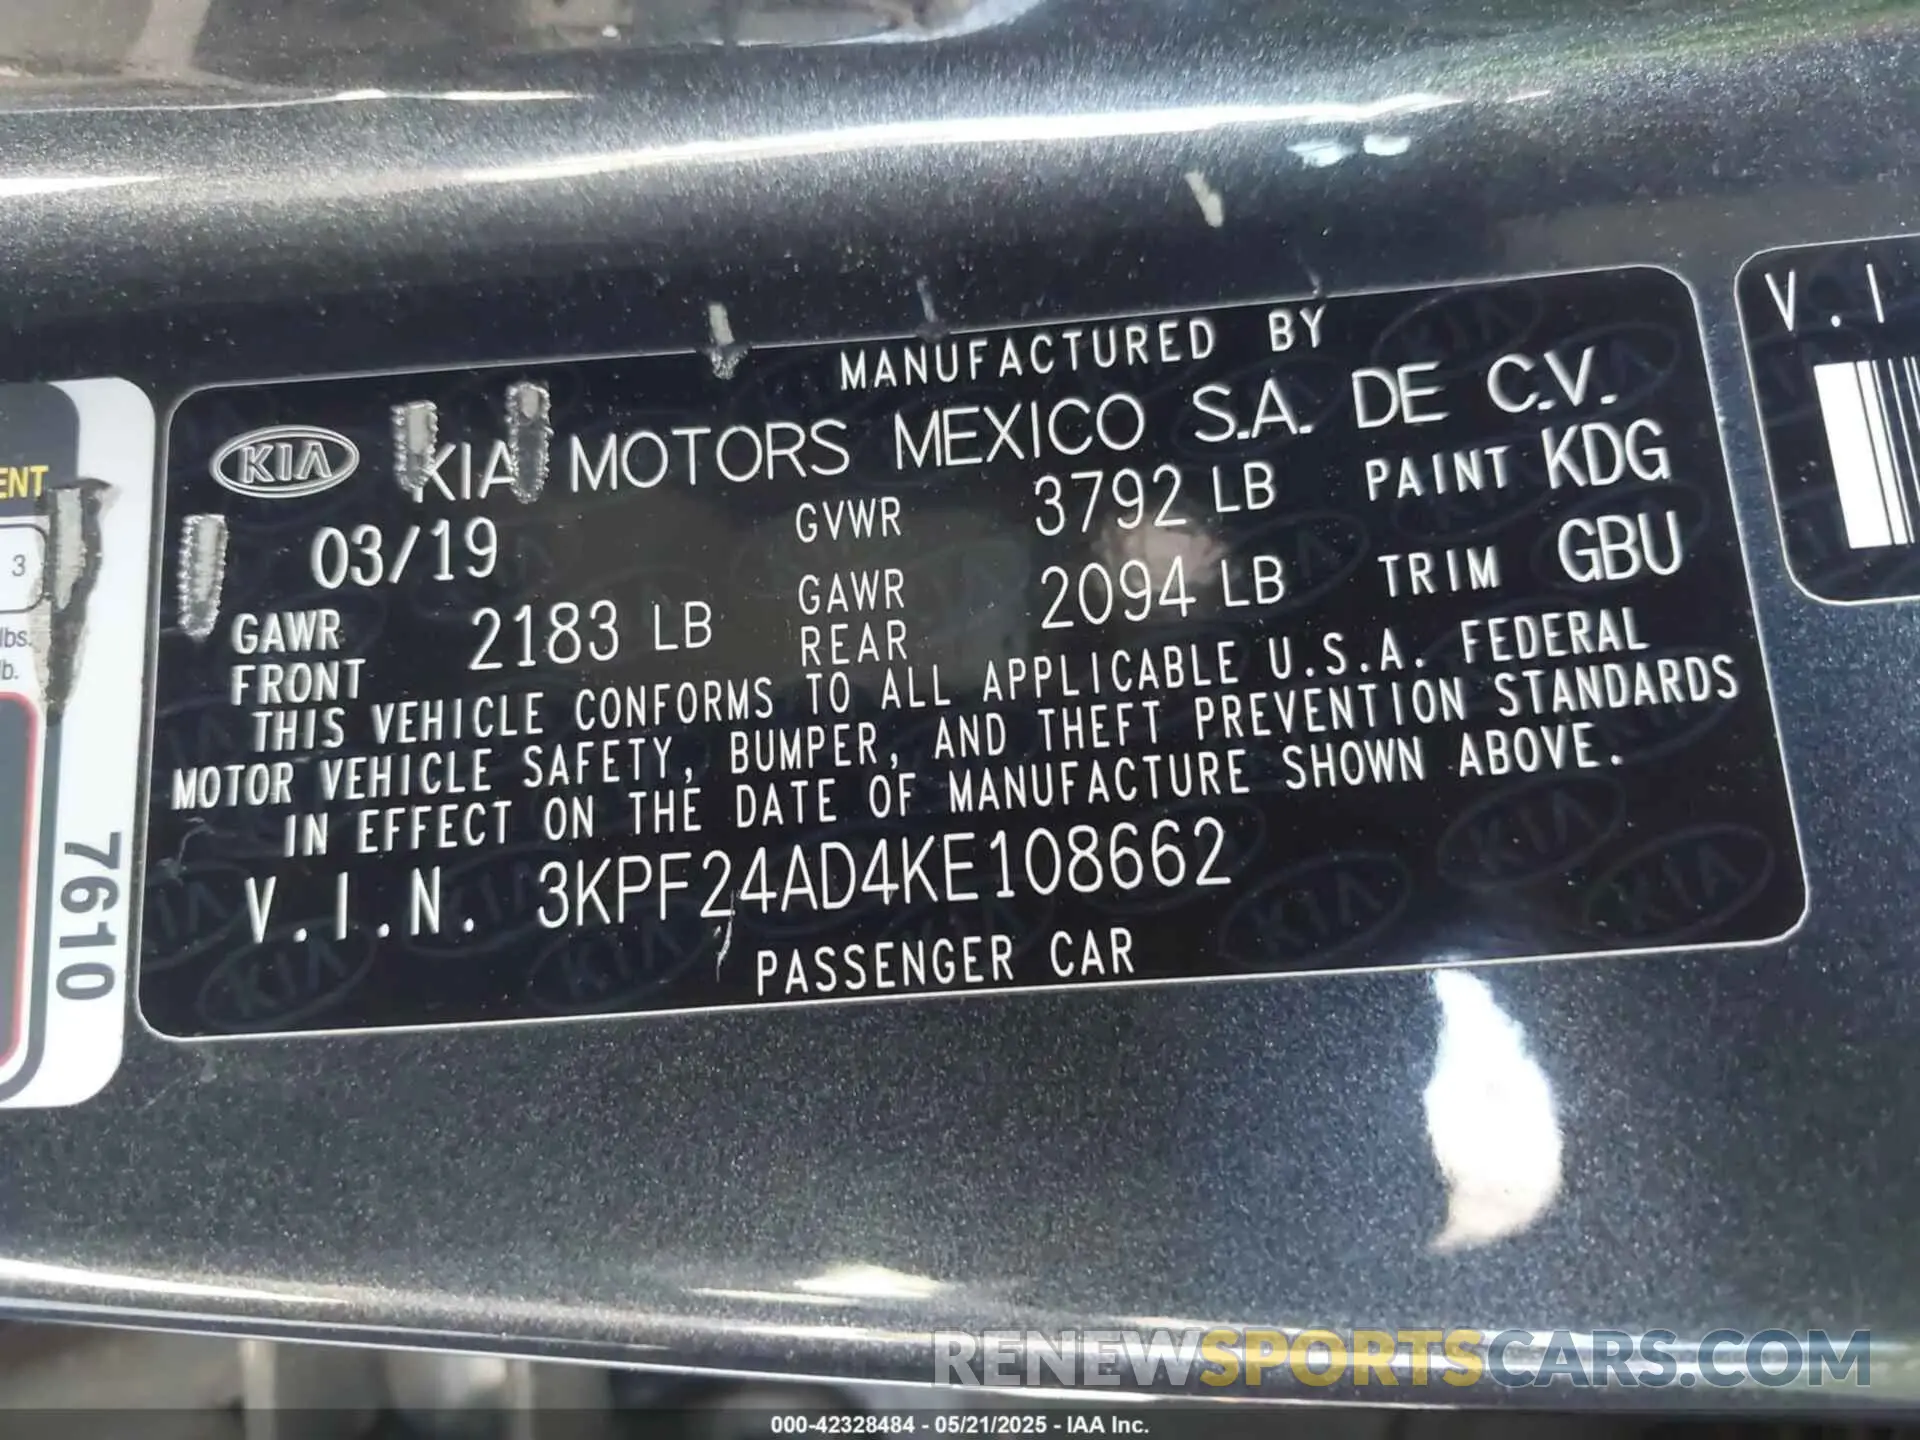 MANUFACTURED BY
KIA KIA MOTORS MEXICO S.A. DE C.V.
03/19 GVWR 3792 LB PAINT KDG
GAWR FRONT 2183 LB GAWR REAR 2094 LB TRIM GBU
THIS VEHICLE CONFORMS TO ALL APPLICABLE U.S.A. FEDERAL
MOTOR VEHICLE SAFETY, BUMPER, AND THEFT PREVENTION STANDARDS
IN EFFECT ON THE DATE OF MANUFACTURE SHOWN ABOVE.
V.I.N. 3KPF24AD4KE108662
PASSENGER CAR
V.I
ENT
3
lbs.
lb.
7610
RENEWSPORTSCARS.COM
000-42328484 - 05/21/2025 - IAA Inc.